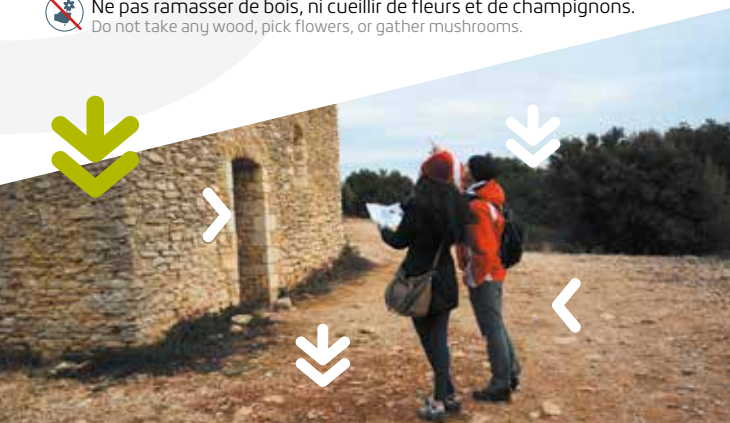 Ne pas ramasser de bois, ni cueillir de fleurs et de champignons.
Do not take any wood, pick flowers, or gather mushrooms.